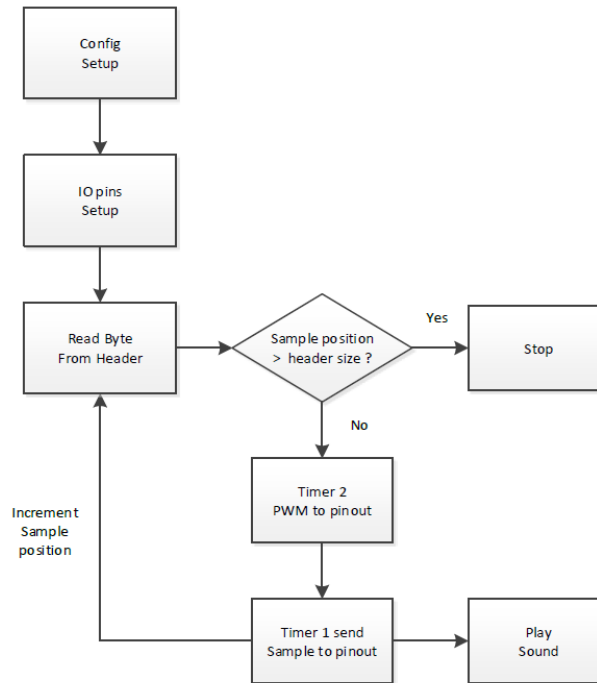 Config
Setup
IO pins
Setup
Read Byte
From Header
Sample position
> header size ?
Yes
Stop
No
Timer 2
PWM to pinout
Increment
Sample
position
Timer 1 send
Sample to pinout
Play
Sound